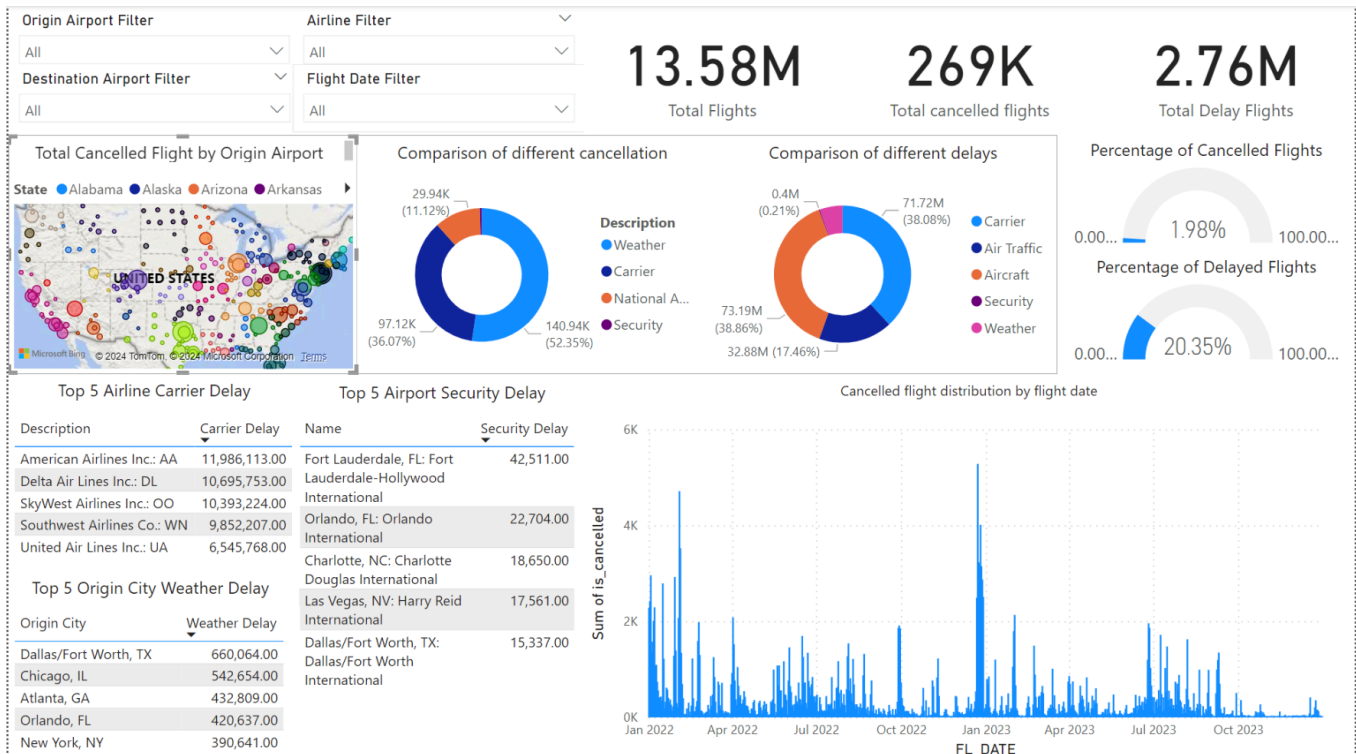 Origin Airport Filter
All
Airline Filter
All
Destination Airport Filter
All
Flight Date Filter
All
13.58M
Total Flights
269K
Total cancelled flights
2.76M
Total Delay Flights
Total Cancelled Flight by Origin Airport
State Alabama Alaska Arizona Arkansas
UNITED STATES
Microsoft Bing © 2024 TomTom, © 2024 Microsoft Corporation Terms
Comparison of different cancellation
29.94K
(11.12%)
97.12K
(36.07%)
140.94K
(52.35%)
Description
Weather
Carrier
National A...
Security
Comparison of different delays
0.4M
(0.21%)
71.72M
(38.08%)
73.19M
(38.86%)
32.88M (17.46%)
Carrier
Air Traffic
Aircraft
Security
Weather
Percentage of Cancelled Flights
0.00... 1.98% 100.00...
Percentage of Delayed Flights
0.00... 20.35% 100.00...
Top 5 Airline Carrier Delay
Description Carrier Delay
American Airlines Inc.: AA 11,986,113.00
Delta Air Lines Inc.: DL 10,695,753.00
SkyWest Airlines Inc.: OO 10,393,224.00
Southwest Airlines Co.: WN 9,852,207.00
United Air Lines Inc.: UA 6,545,768.00
Top 5 Origin City Weather Delay
Origin City Weather Delay
Dallas/Fort Worth, TX 660,064.00
Chicago, IL 542,654.00
Atlanta, GA 432,809.00
Orlando, FL 420,637.00
New York, NY 390,641.00
Top 5 Airport Security Delay
Name Security Delay
Fort Lauderdale, FL: Fort 42,511.00
Lauderdale-Hollywood
International
Orlando, FL: Orlando 22,704.00
International
Charlotte, NC: Charlotte 18,650.00
Douglas International
Las Vegas, NV: Harry Reid 17,561.00
International
Dallas/Fort Worth, TX: 15,337.00
Dallas/Fort Worth
International
Cancelled flight distribution by flight date
Sum of is_cancelled
6K
4K
2K
0K
Jan 2022 Apr 2022 Jul 2022 Oct 2022 Jan 2023 Apr 2023 Jul 2023 Oct 2023
FL_DATE